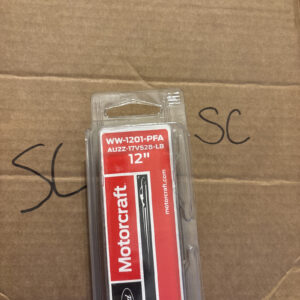 WW-1201-PFA
AU2Z-17V528-LB
12"
SC
SC
Motorcraft
motorcraft.com